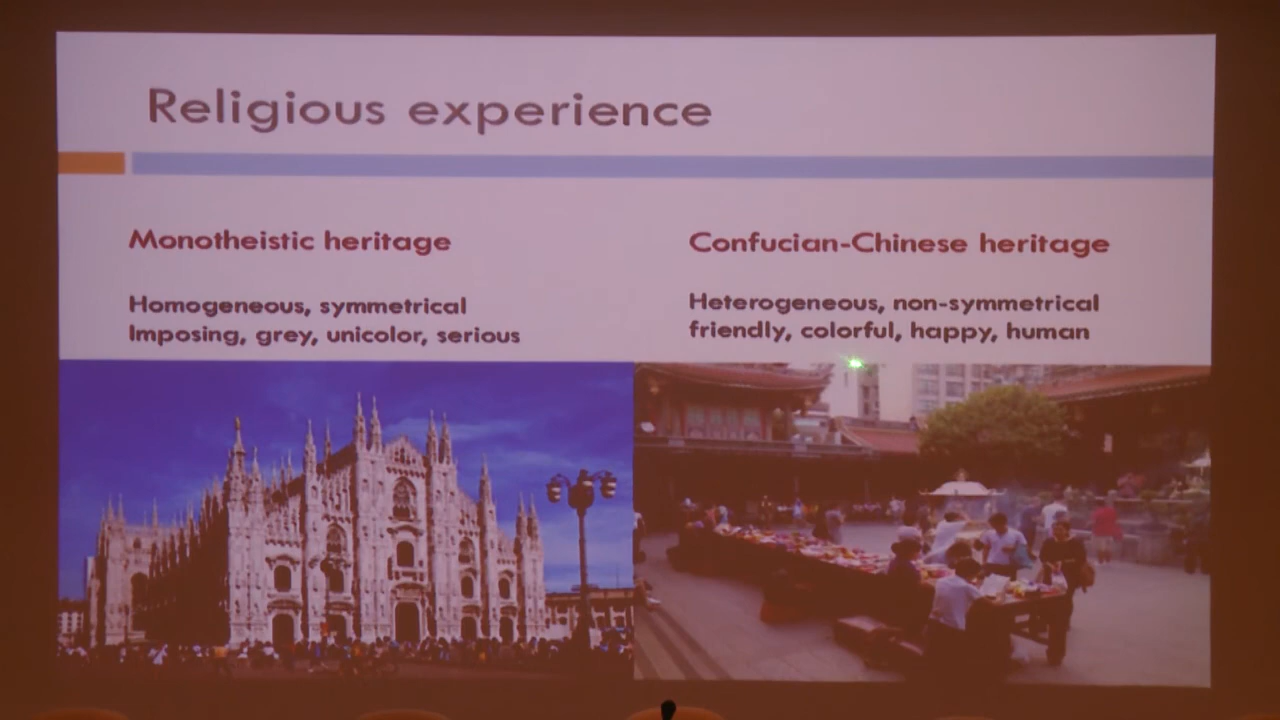 Religious experience
Monotheistic heritage
Homogeneous, symmetrical
Imposing, grey, unicolor, serious
Confucian-Chinese heritage
Heterogeneous, non-symmetrical
friendly, colorful, happy, human